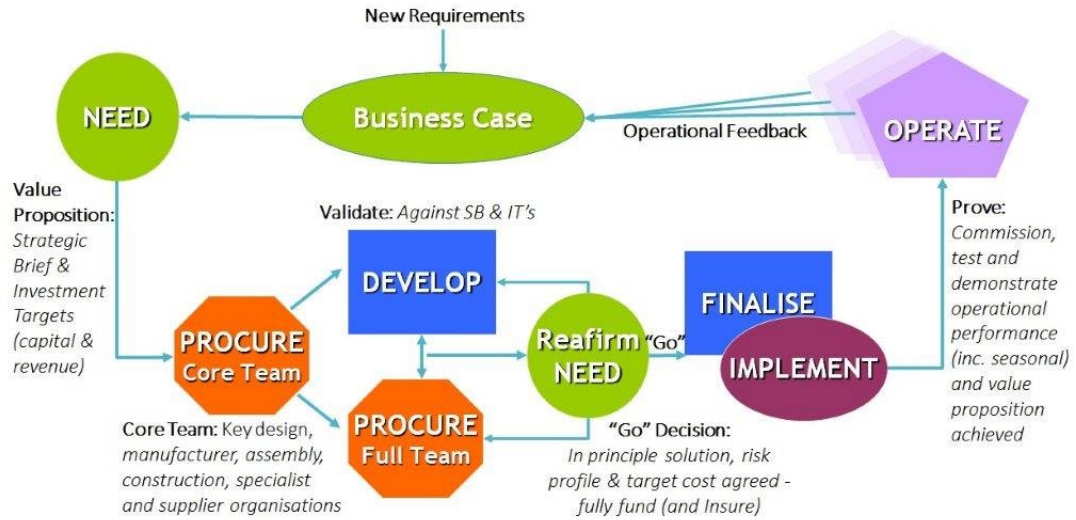 New Requirements
NEED
Business Case
Operational Feedback
OPERATE
Value
Proposition:
Strategic
Brief &
Investment
Targets
(capital &
revenue)
Validate: Against SB & IT's
DEVELOP
PROCURE
Core Team
PROCURE
Full Team
Reafirm
NEED
"Go"
FINALISE
IMPLEMENT
Prove:
Commission,
test and
demonstrate
operational
performance
(inc. seasonal)
and value
proposition
achieved
Core Team: Key design,
manufacturer, assembly,
construction, specialist
and supplier organisations
"Go" Decision:
In principle solution, risk
profile & target cost agreed -
fully fund (and Insure)